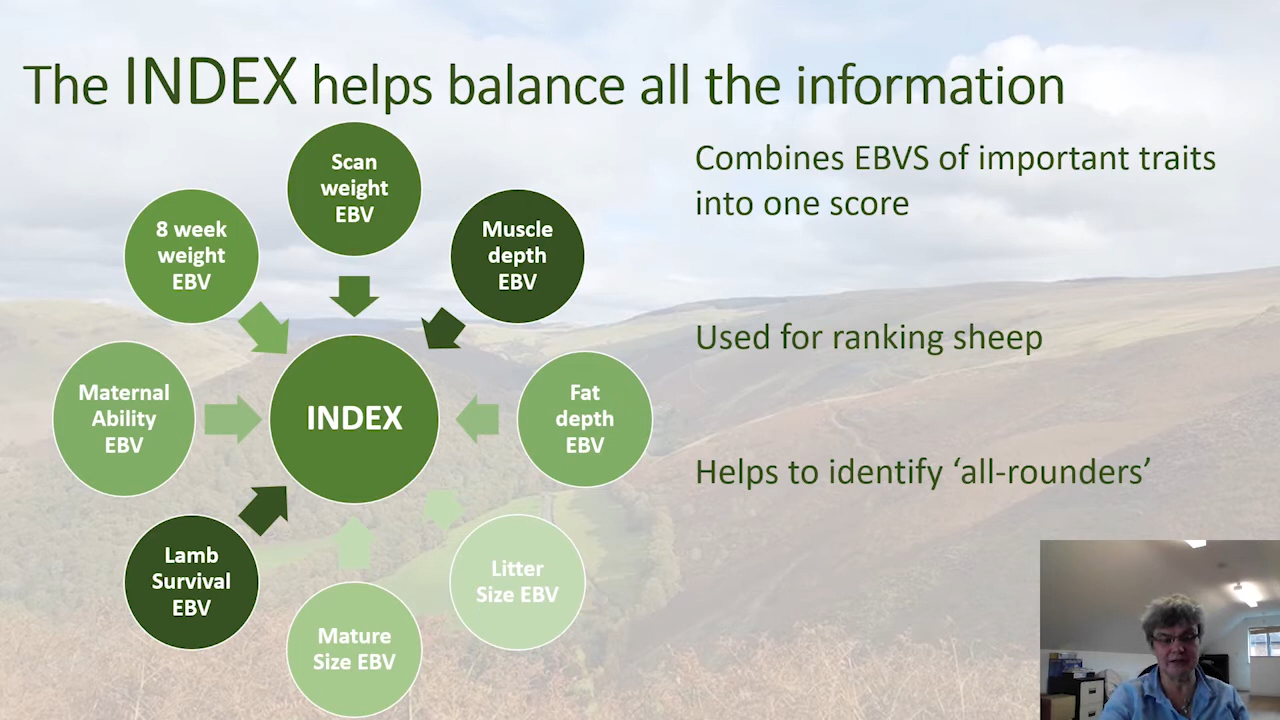 The INDEX helps balance all the information
Scan
weight
EBV
Muscle
depth
EBV
Fat
depth
EBV
Litter
Size EBV
Mature
Size EBV
Lamb
Survival
EBV
Maternal
Ability
EBV
8 week
weight
EBV
INDEX
Combines EBVS of important traits
into one score
Used for ranking sheep
Helps to identify ‘all-rounders’